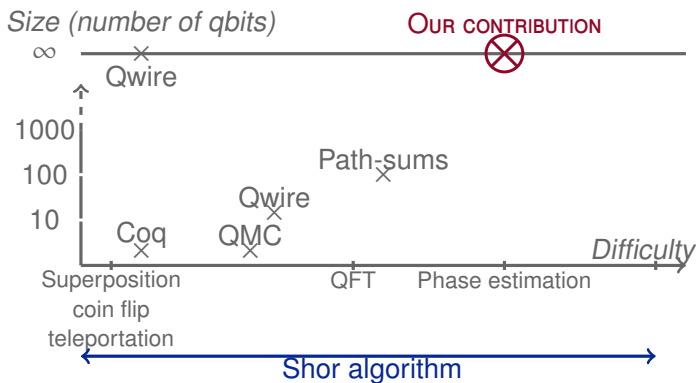 Size (number of qbits)
OUR CONTRIBUTION
∞
Qwire
1000
Path-sums
100
Qwire
10
Coq
QMC
Difficulty
Superposition
coin flip
teleportation
QFT
Phase estimation
Shor algorithm